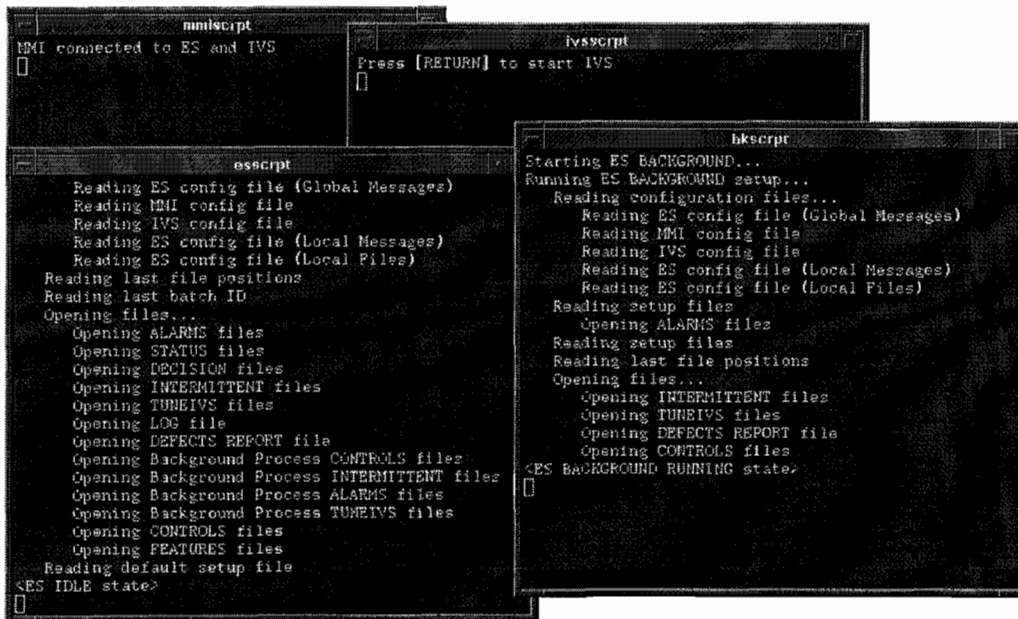 mmiscrpt
MMI connected to ES and IVS
ivsscrpt
Press [RETURN] to start IVS
esscrpt
Reading ES config file (Global Messages)
Reading MMI config file
Reading IVS config file
Reading ES config file (Local Messages)
Reading ES config file (Local Files)
Reading last file positions
Reading last batch ID
Opening files...
Opening ALARMS files
Opening STATUS files
Opening DECISION files
Opening INTERMITTENT files
Opening TUNEIVS files
Opening LOG file
Opening DEFECTS REPORT file
Opening Background Process CONTROLS files
Opening Background Process INTERMITTENT files
Opening Background Process ALARMS files
Opening Background Process TUNEIVS files
Opening CONTROLS files
Opening FEATURES files
Reading default setup file
<ES IDLE state>
bkscrpt
Starting ES BACKGROUND...
Running ES BACKGROUND setup...
Reading configuration files...
Reading ES config file (Global Messages)
Reading MMI config file
Reading IVS config file
Reading ES config file (Local Messages)
Reading ES config file (Local Files)
Reading setup files
Opening ALARMS files
Reading setup files
Reading last file positions
Opening files...
Opening INTERMITTENT files
Opening TUNEIVS files
Opening DEFECTS REPORT file
Opening CONTROLS files
<ES BACKGROUND RUNNING state>